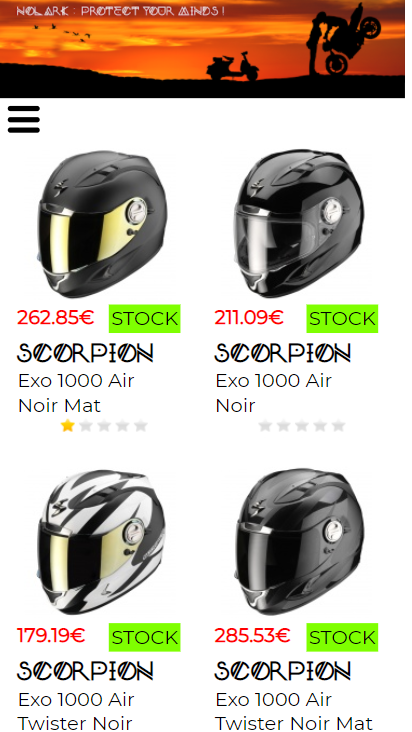 NOLARK : PROTECT YOUR MINDS !
262.85€ STOCK
SCORPION
Exo 1000 Air
Noir Mat
211.09€ STOCK
SCORPION
Exo 1000 Air
Noir
179.19€ STOCK
SCORPION
Exo 1000 Air
Twister Noir
285.53€ STOCK
SCORPION
Exo 1000 Air
Twister Noir Mat